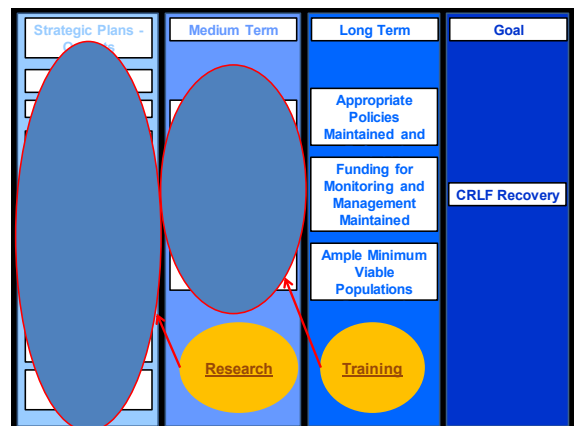 Strategic Plans -
Medium Term
Long Term
Goal
Appropriate
Policies
Maintained and
Funding for
Monitoring and
Management
Maintained
CRLF Recovery
Ample Minimum
Viable
Populations
Research
Training